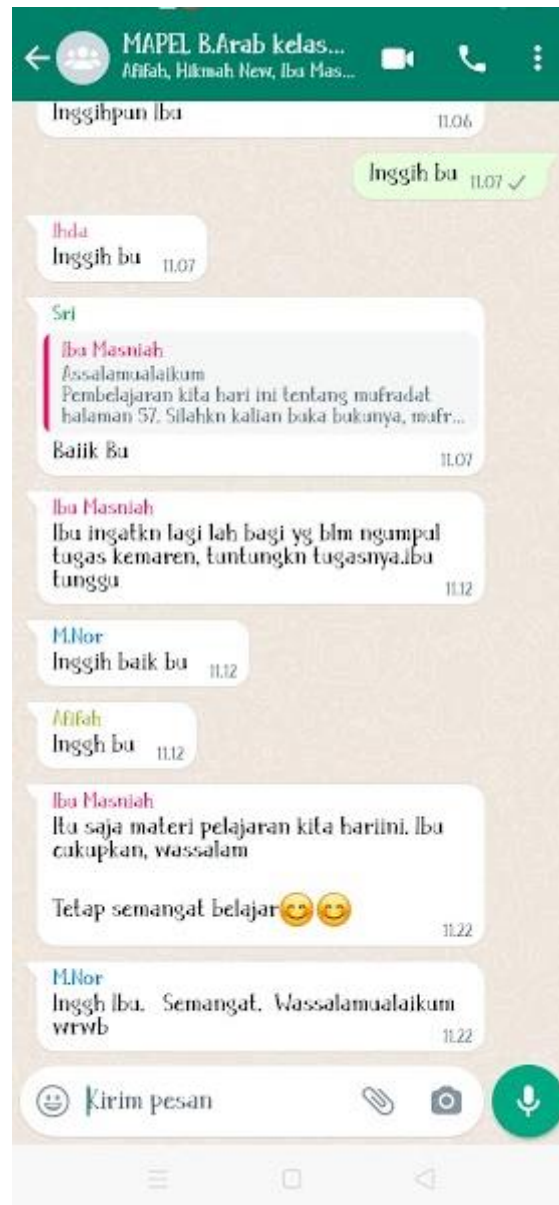 MAPEL B.Arab kelas...
Afifah, Hikmah New, Ibu Mas...
Inggihpun Ibu
11.06
Inggih bu 11.07
Ihda
Inggih bu 11.07
Sri
Ibu Masniah
Assalamualaikum
Pembelajaran kita hari ini tentang mufradat
halaman 57. Silahkn kalian buka bukunya, mufr...
Baiik Bu
11.07
Ibu Masniah
Ibu ingatkn lagi lah bagi yg blm ngumpul
tugas kemaren, tuntungkn tugasnya.ibu
tunggu
11.12
M.Nor
Inggih baik bu 11.12
Afifah
Inggh bu 11.12
Ibu Masniah
Itu saja materi pelajaran kita hariini. Ibu
cukupkan, wassalam
Tetap semangat belajar😊😊
11.22
M.Nor
Inggh Ibu. Semangat. Wassalamualaikum
wrwb
11.22
Kirim pesan